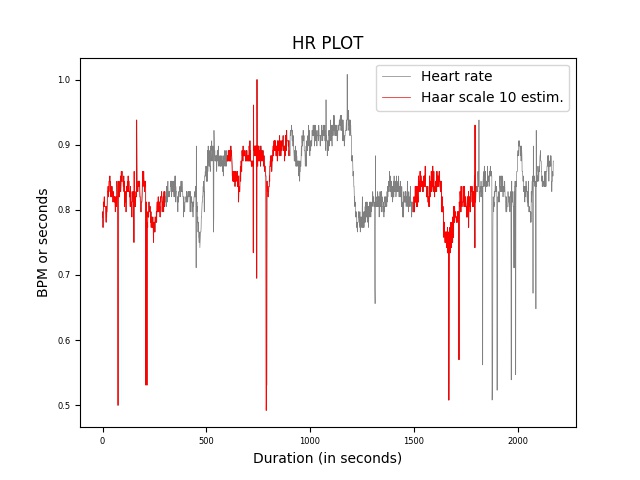 HR PLOT
Heart rate
Haar scale 10 estim.
1.0
0.9
0.8
0.7
0.6
0.5
BPM or seconds
0 500 1000 1500 2000
Duration (in seconds)